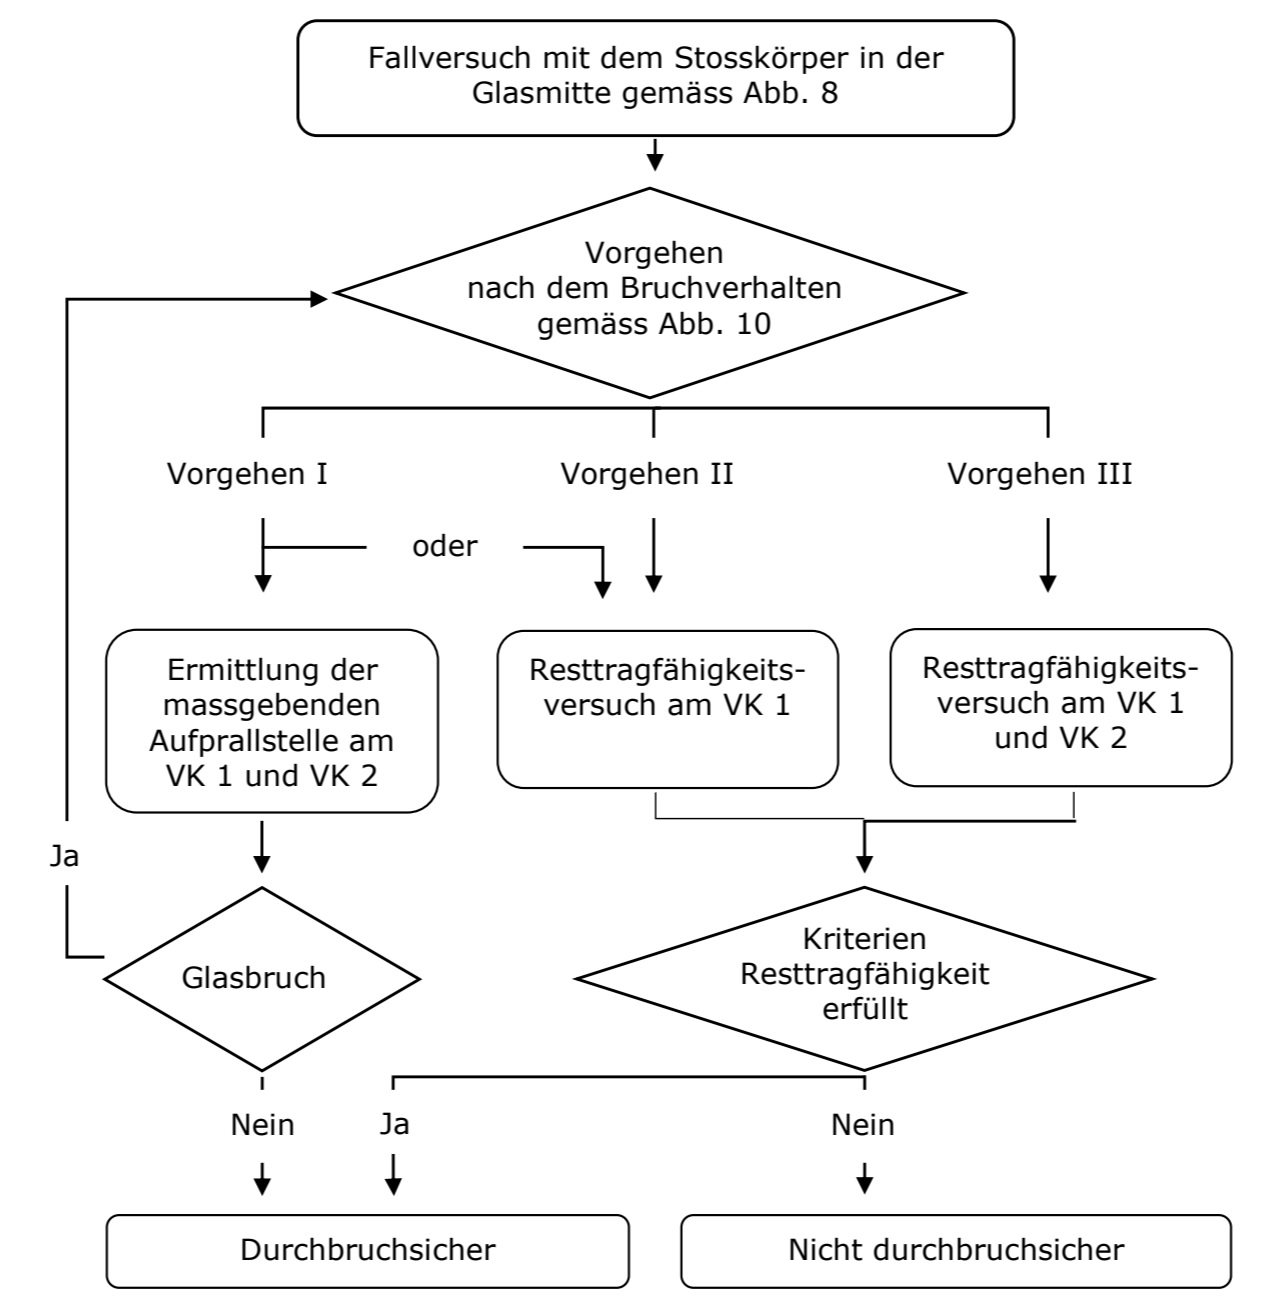 Fallversuch mit dem Stosskörper in der
Glasmitte gemäss Abb. 8
Vorgehen
nach dem Bruchverhalten
gemäss Abb. 10
Vorgehen I
Vorgehen II
Vorgehen III
oder
Ermittlung der
massgebenden
Aufprallstelle am
VK 1 und VK 2
Resttragfähigkeits-
versuch am VK 1
Resttragfähigkeits-
versuch am VK 1
und VK 2
Ja
Glasbruch
Kriterien
Resttragfähigkeit
erfüllt
Nein
Ja
Nein
Durchbruchsicher
Nicht durchbruchsicher